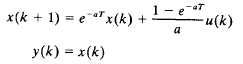 x(k + 1) = e^{-aT}x(k) + \frac{1 - e^{-aT}}{a}u(k)
y(k) = x(k)